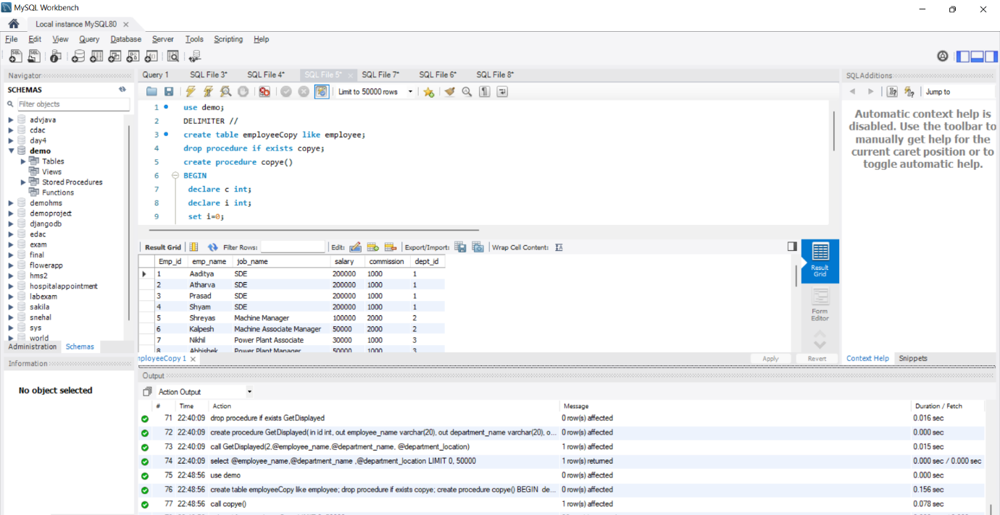 MySQL Workbench
Local instance MySQL80
File Edit View Query Database Server Tools Scripting Help
Navigator
SCHEMAS
Filter objects
advjava
cdac
day4
demo
Tables
Views
Stored Procedures
Functions
demohms
demoproject
djangodb
edac
exam
final
flowerapp
hms2
hospitalappointment
labexam
sakila
snehal
sys
world
Administration Schemas
Information
No object selected
Query 1 SQL File 3* SQL File 4* SQL File 5* SQL File 7* SQL File 6* SQL File 8*
Limit to 50000 rows
1 use demo;
2 DELIMITER //
3 create table employeeCopy like employee;
4 drop procedure if exists copye;
5 create procedure copye()
6 BEGIN
7 declare c int;
8 declare i int;
9 set i=0;
Result Grid Filter Rows: Edit: Export/Import: Wrap Cell Content:
Emp_id emp_name job_name salary commission dept_id
1 Aaditya SDE 200000 1000 1
2 Atharva SDE 200000 1000 1
3 Prasad SDE 200000 1000 1
4 Shyam SDE 200000 1000 1
5 Shreyas Machine Manager 100000 2000 2
6 Kalpesh Machine Associate Manager 50000 2000 2
7 Nikhil Power Plant Associate 30000 1000 3
8 Abhishek Power Plant Manager 50000 1000 3
Result Grid
Form Editor
mployeeCopy 1 Apply Revert
SQLAdditions
Jump to
Automatic context help is
disabled. Use the toolbar to
manually get help for the
current caret position or to
toggle automatic help.
Context Help Snippets
Output
Action Output
# Time Action Message Duration / Fetch
71 22:40:09 drop procedure if exists GetDisplayed 0 row(s) affected 0.016 sec
72 22:40:09 create procedure GetDisplayed( in id int, out employee_name varchar(20), out department_name varchar(20), o... 0 row(s) affected 0.000 sec
73 22:40:09 call GetDisplayed(2,@employee_name,@department_name, @department_location) 1 row(s) affected 0.015 sec
74 22:40:09 select @employee_name,@department_name ,@department_location LIMIT 0, 50000 1 row(s) returned 0.000 sec / 0.000 sec
75 22:48:56 use demo 0 row(s) affected 0.000 sec
76 22:48:56 create table employeeCopy like employee; drop procedure if exists copye; create procedure copye() BEGIN de... 0 row(s) affected 0.156 sec
77 22:48:56 call copye() 1 row(s) affected 0.078 sec